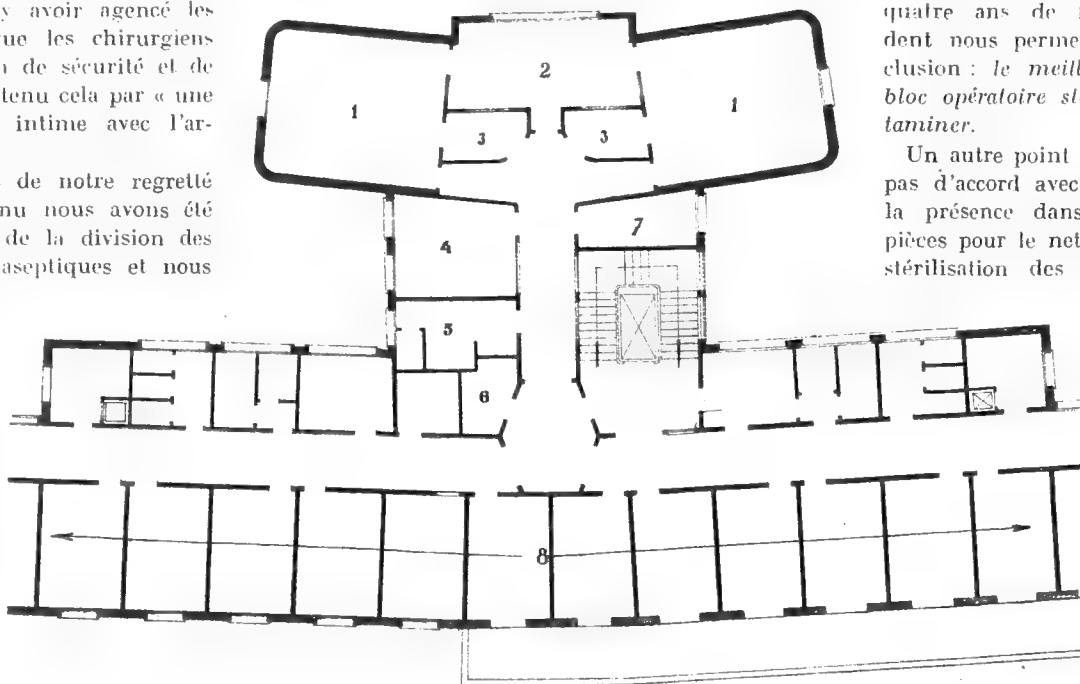 y avoir agencé les
que les chirurgiens
de sécurité et de
tenu cela par « une
intime avec l'ar-
de notre regretté
nu nous avons été
de la division des
aseptiques et nous
quatre ans de
dent nous perme
clusion : le meill
bloc opératoire st
taminer.
Un autre point
pas d'accord avec
la présence dans
pièces pour le net
stérilisation des
2
1
1
3
3
4
7
5
6
8